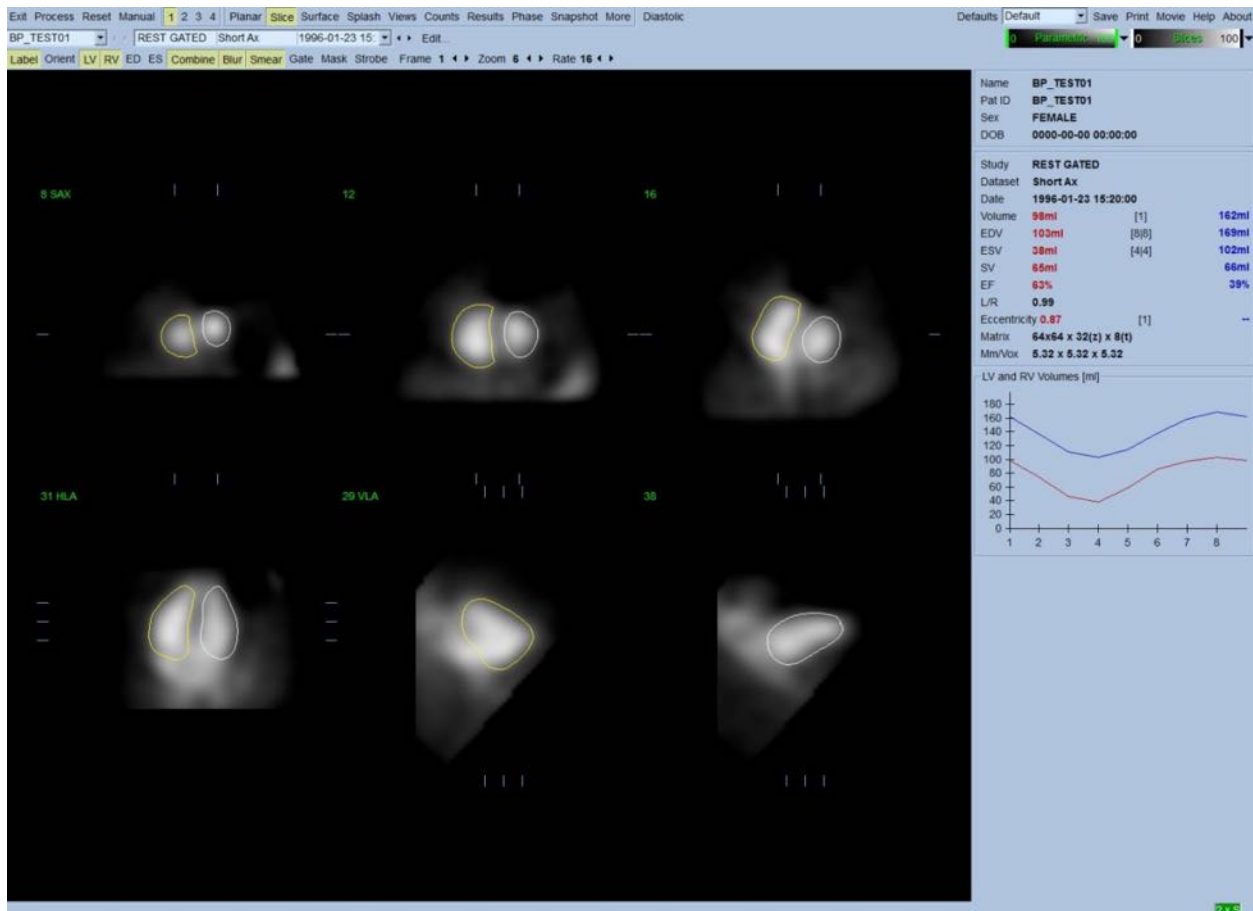 Exit Process Reset Manual 1 2 3 4 Planar Slice Surface Splash Views Counts Results Phase Snapshot More Diastolic Defaults Default Save Print Movie Help About
BP_TEST01 REST GATED Short Ax 1996-01-23 15: Edit... 0 Parametric 0 Slices 100
Label Orient LV RV ED ES Combine Blur Smear Gate Mask Strobe Frame 1 Zoom 6 Rate 16
8 SAX 12 16
31 HLA 29 VLA 38
Name BP_TEST01
Pat ID BP_TEST01
Sex FEMALE
DOB 0000-00-00 00:00:00
Study REST GATED
Dataset Short Ax
Date 1996-01-23 15:20:00
Volume 98ml [1] 162ml
EDV 103ml [8|8] 169ml
ESV 38ml [4|4] 102ml
SV 65ml 66ml
EF 63% 39%
L/R 0.99
Eccentricity 0.87 [1] --
Matrix 64x64 x 32(z) x 8(t)
Mm/Vox 5.32 x 5.32 x 5.32
LV and RV Volumes [ml]
180
160
140
120
100
80
60
40
20
0
1 2 3 4 5 6 7 8